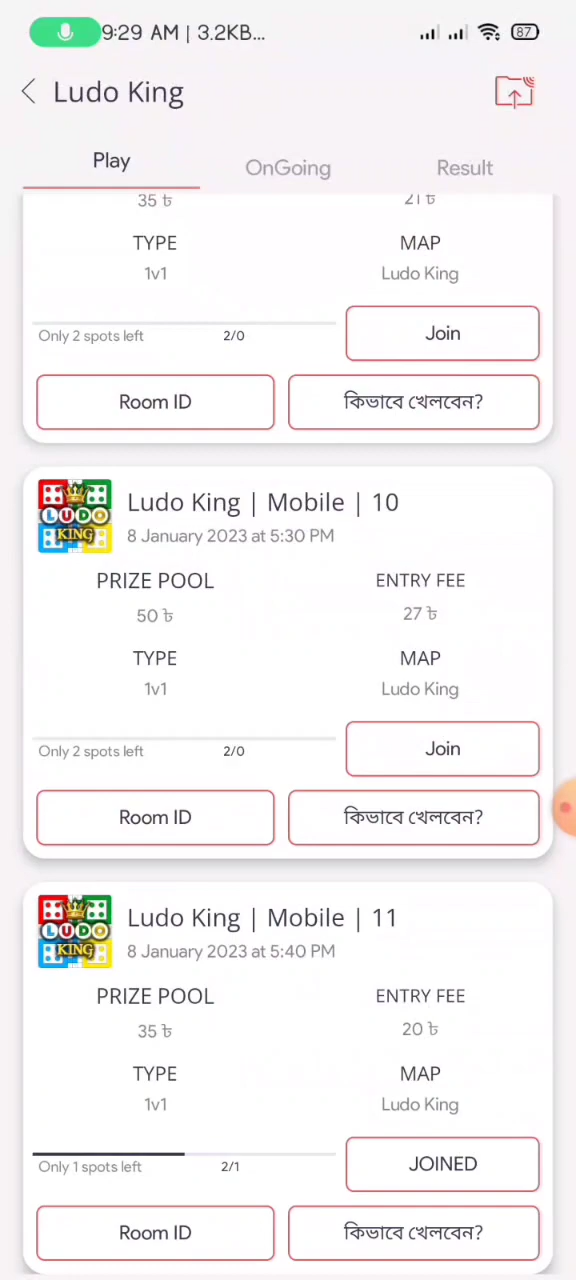 9:29 AM | 3.2KB...
87
Ludo King
Play
OnGoing
Result
35 ৳
21 ৳
TYPE
MAP
1v1
Ludo King
Only 2 spots left
2/0
Join
Room ID
কিভাবে খেলবেন?
LUDO
KING
Ludo King | Mobile | 10
8 January 2023 at 5:30 PM
PRIZE POOL
ENTRY FEE
50 ৳
27 ৳
TYPE
MAP
1v1
Ludo King
Only 2 spots left
2/0
Join
Room ID
কিভাবে খেলবেন?
LUDO
KING
Ludo King | Mobile | 11
8 January 2023 at 5:40 PM
PRIZE POOL
ENTRY FEE
35 ৳
20 ৳
TYPE
MAP
1v1
Ludo King
Only 1 spots left
2/1
JOINED
Room ID
কিভাবে খেলবেন?